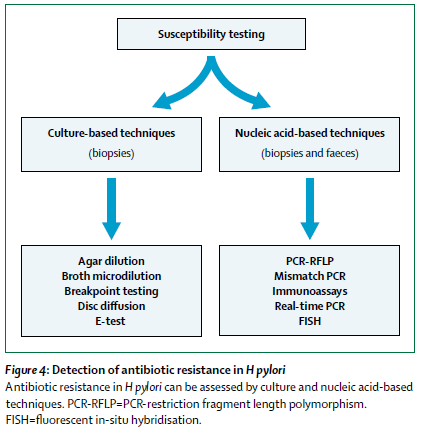 Susceptibility testing
Culture-based techniques
(biopsies)
Nucleic acid-based techniques
(biopsies and faeces)
Agar dilution
Broth microdilution
Breakpoint testing
Disc diffusion
E-test
PCR-RFLP
Mismatch PCR
Immunoassays
Real-time PCR
FISH
Figure 4: Detection of antibiotic resistance in H pylori
Antibiotic resistance in H pylori can be assessed by culture and nucleic acid-based
techniques. PCR-RFLP=PCR-restriction fragment length polymorphism.
FISH=fluorescent in-situ hybridisation.